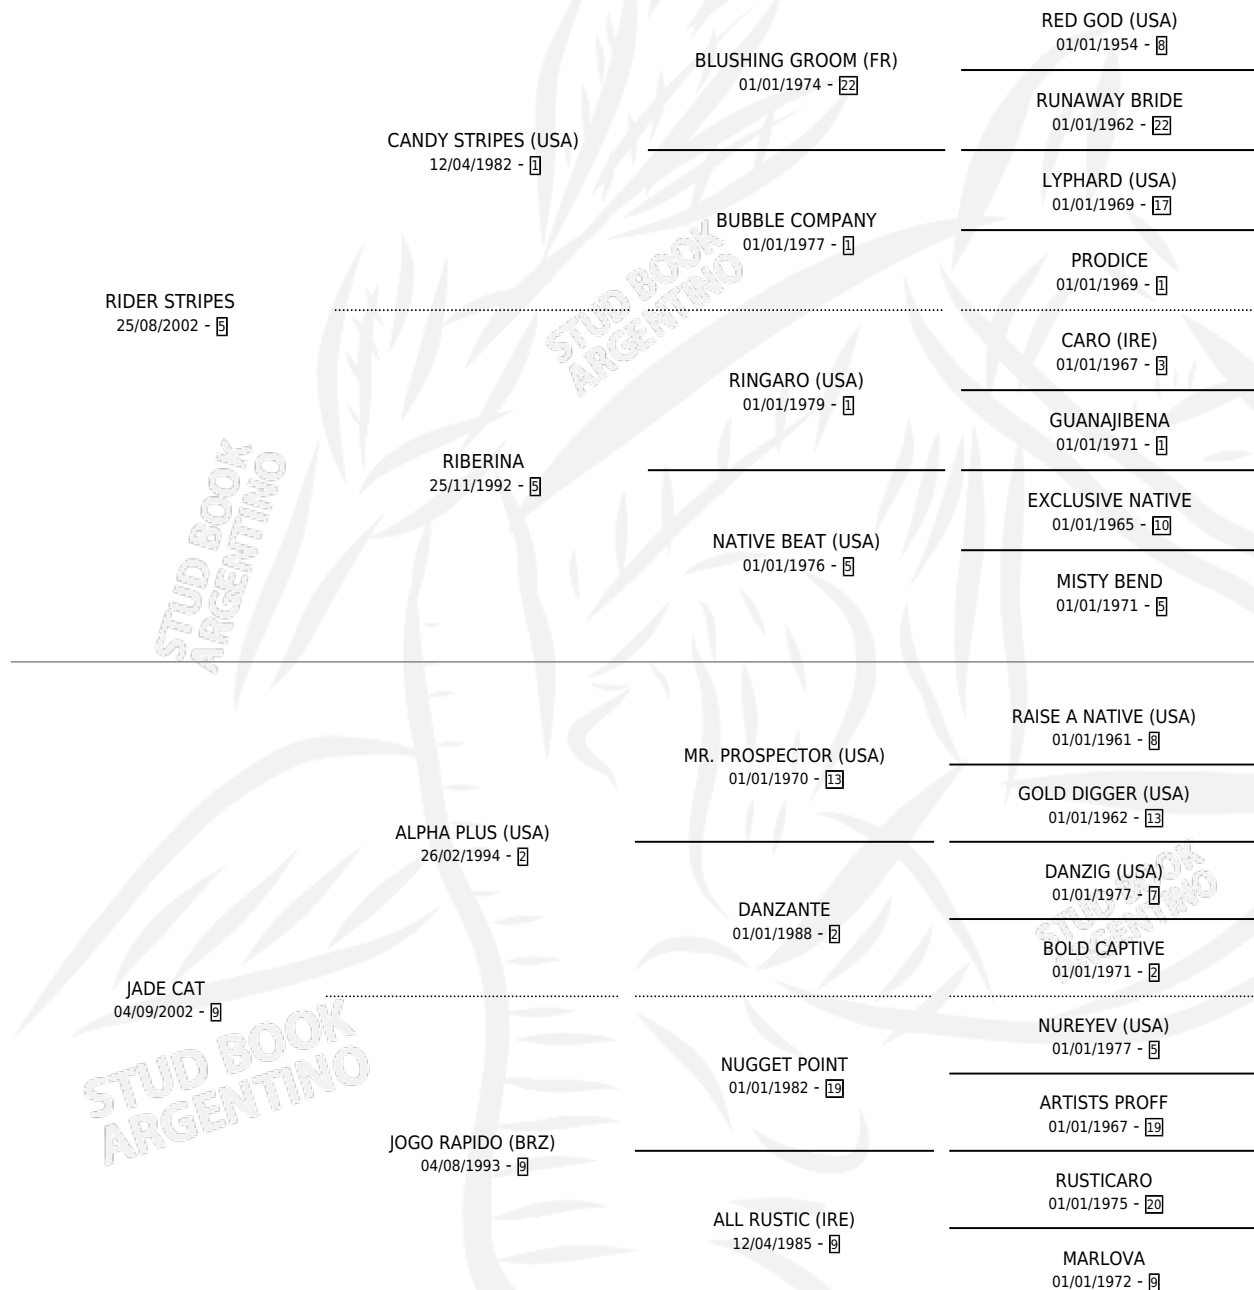 RED GOD (USA)
01/01/1954 - 8
BLUSHING GROOM (FR)
01/01/1974 - 22
RUNAWAY BRIDE
01/01/1962 - 22
CANDY STRIPES (USA)
12/04/1982 - 1
LYPHARD (USA)
01/01/1969 - 17
BUBBLE COMPANY
01/01/1977 - 1
PRODICE
01/01/1969 - 1
RIDER STRIPES
25/08/2002 - 5
STUD BOOK
ARGENTINO
CARO (IRE)
01/01/1967 - 3
RINGARO (USA)
01/01/1979 - 1
GUANAJIBENA
01/01/1971 - 1
RIBERINA
25/11/1992 - 5
EXCLUSIVE NATIVE
01/01/1965 - 10
NATIVE BEAT (USA)
01/01/1976 - 5
MISTY BEND
01/01/1971 - 5
STUD BOOK
ARGENTINO
RAISE A NATIVE (USA)
01/01/1961 - 8
MR. PROSPECTOR (USA)
01/01/1970 - 13
GOLD DIGGER (USA)
01/01/1962 - 13
ALPHA PLUS (USA)
26/02/1994 - 2
DANZIG (USA)
01/01/1977 - 7
STUD BOOK
ARGENTINO
DANZANTE
01/01/1988 - 2
BOLD CAPTIVE
01/01/1971 - 2
JADE CAT
04/09/2002 - 9
STUD BOOK
ARGENTINO
NUREYEV (USA)
01/01/1977 - 5
NUGGET POINT
01/01/1982 - 19
ARTISTS PROFF
01/01/1967 - 19
JOGO RAPIDO (BRZ)
04/08/1993 - 9
RUSTICARO
01/01/1975 - 20
ALL RUSTIC (IRE)
12/04/1985 - 9
MARLOVA
01/01/1972 - 9